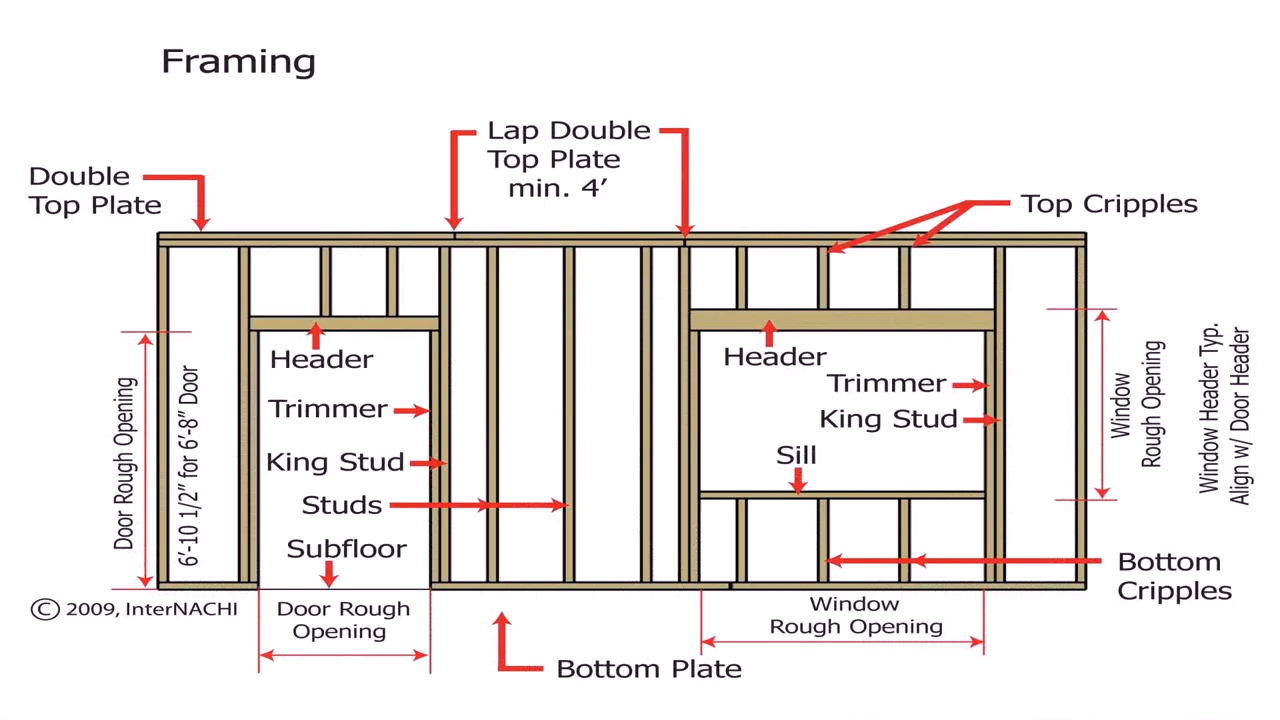 Framing
Lap Double
Top Plate
min. 4’
Double
Top Plate
Top Cripples
Header
Header
Trimmer
Trimmer
King Stud
King Stud
Sill
Studs
Subfloor
Door Rough Opening
6’-10 1/2” for 6’-8” Door
Window
Rough Opening
Window Header Typ.
Align w/ Door Header
Bottom
Cripples
© 2009, InterNACHI
Door Rough
Opening
Window
Rough Opening
Bottom Plate